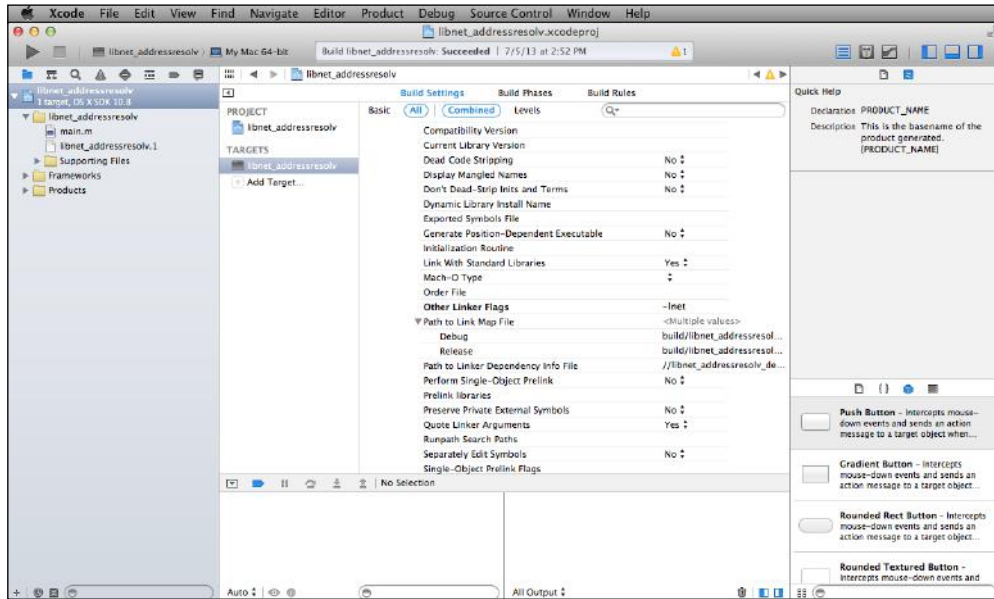 Xcode File Edit View Find Navigate Editor Product Debug Source Control Window Help
libnet_addressresolv.xcodeproj
libnet_addressresolv My Mac 64-bit
Build libnet_addressresolv: Succeeded | 7/5/13 at 2:52 PM
1
libnet_addressresolv
libnet_addressresolv
1 target, OS X SDK 10.8
libnet_addressresolv
main.m
libnet_addressresolv.1
Supporting Files
Frameworks
Products
Build Settings Build Phases Build Rules
PROJECT
libnet_addressresolv
TARGETS
libnet_addressresolv
Add Target...
Basic All Combined Levels
Compatibility Version
Current Library Version
Dead Code Stripping No
Display Mangled Names No
Don't Dead-Strip Inits and Terms No
Dynamic Library Install Name
Exported Symbols File
Generate Position-Dependent Executable No
Initialization Routine
Link With Standard Libraries Yes
Mach-O Type
Order File
Other Linker Flags -lnet
Path to Link Map File <Multiple values>
Debug build/libnet_addressresol...
Release build/libnet_addressresol...
Path to Linker Dependency Info File //libnet_addressresolv_de...
Perform Single-Object Prelink No
Prelink libraries
Preserve Private External Symbols No
Quote Linker Arguments Yes
Runpath Search Paths
Separately Edit Symbols No
Single-Object Prelink Flags
No Selection
Auto
All Output
Quick Help
Declaration PRODUCT_NAME
Description This is the basename of the
product generated.
[PRODUCT_NAME]
Push Button - Intercepts mouse-
down events and sends an action
message to a target object when...
Gradient Button - Intercepts
mouse-down events and sends an
action message to a target object...
Rounded Rect Button - Intercepts
mouse-down events and sends an
action message to a target object...
Rounded Textured Button -
Intercepts mouse-down events and